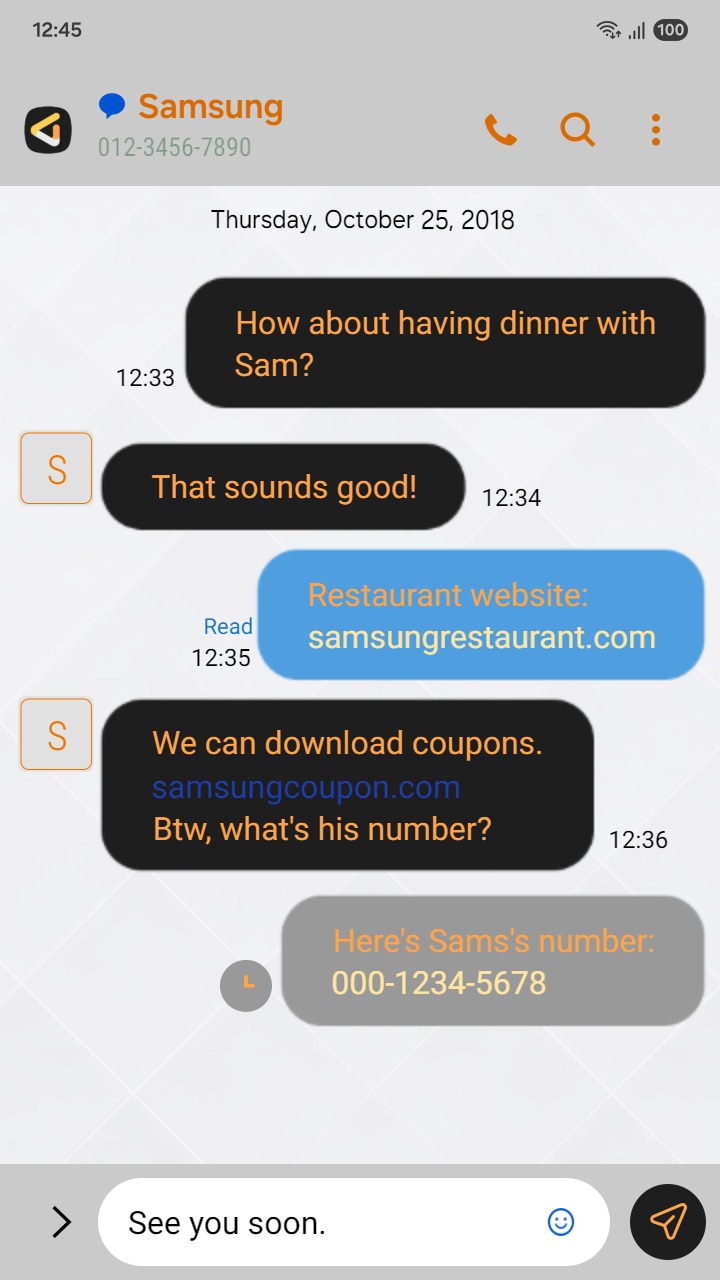 12:45
100
Samsung
012-3456-7890
Thursday, October 25, 2018
How about having dinner with
Sam?
12:33
S
That sounds good!
12:34
Restaurant website:
samsungrestaurant.com
Read
12:35
S
We can download coupons.
samsungcoupon.com
Btw, what's his number?
12:36
Here's Sams's number:
000-1234-5678
See you soon.